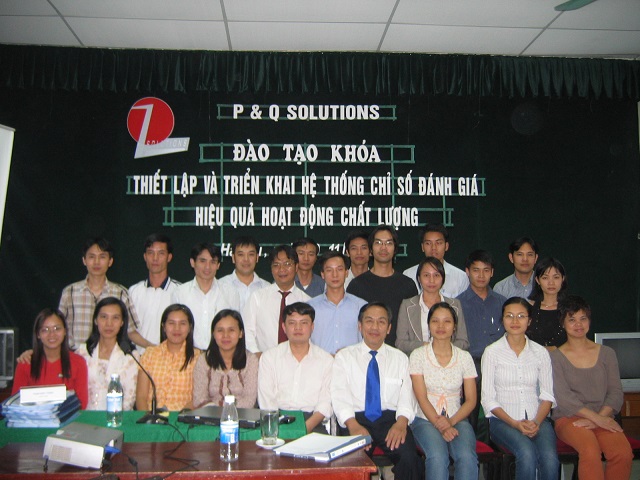 P & Q SOLUTIONS
SOLUTIONS
ĐÀO TẠO KHÓA
THIẾT LẬP VÀ TRIỂN KHAI HỆ THỐNG CHỈ SỐ ĐÁNH GIÁ
HIỆU QUẢ HOẠT ĐỘNG CHẤT LƯỢNG